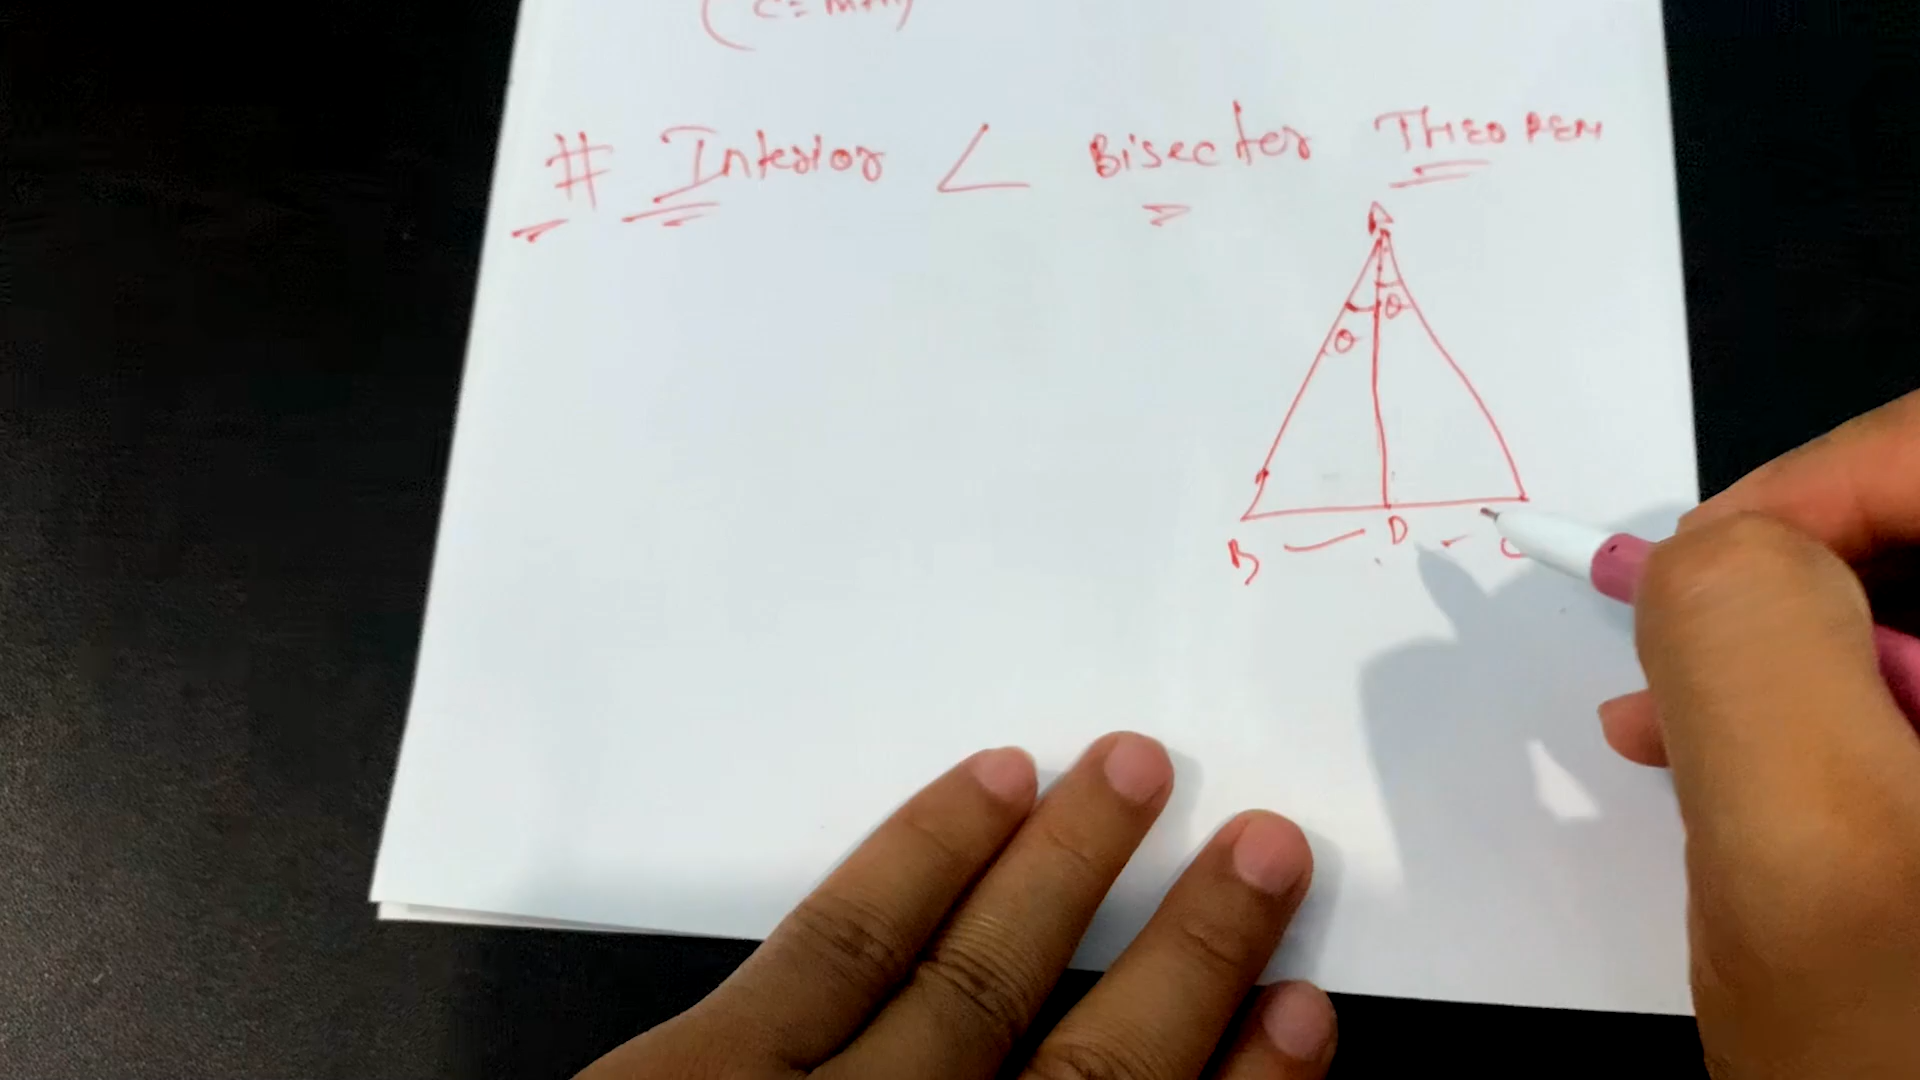 # Interior ∠ Bisector THEOREM
A
θ
θ
B D C